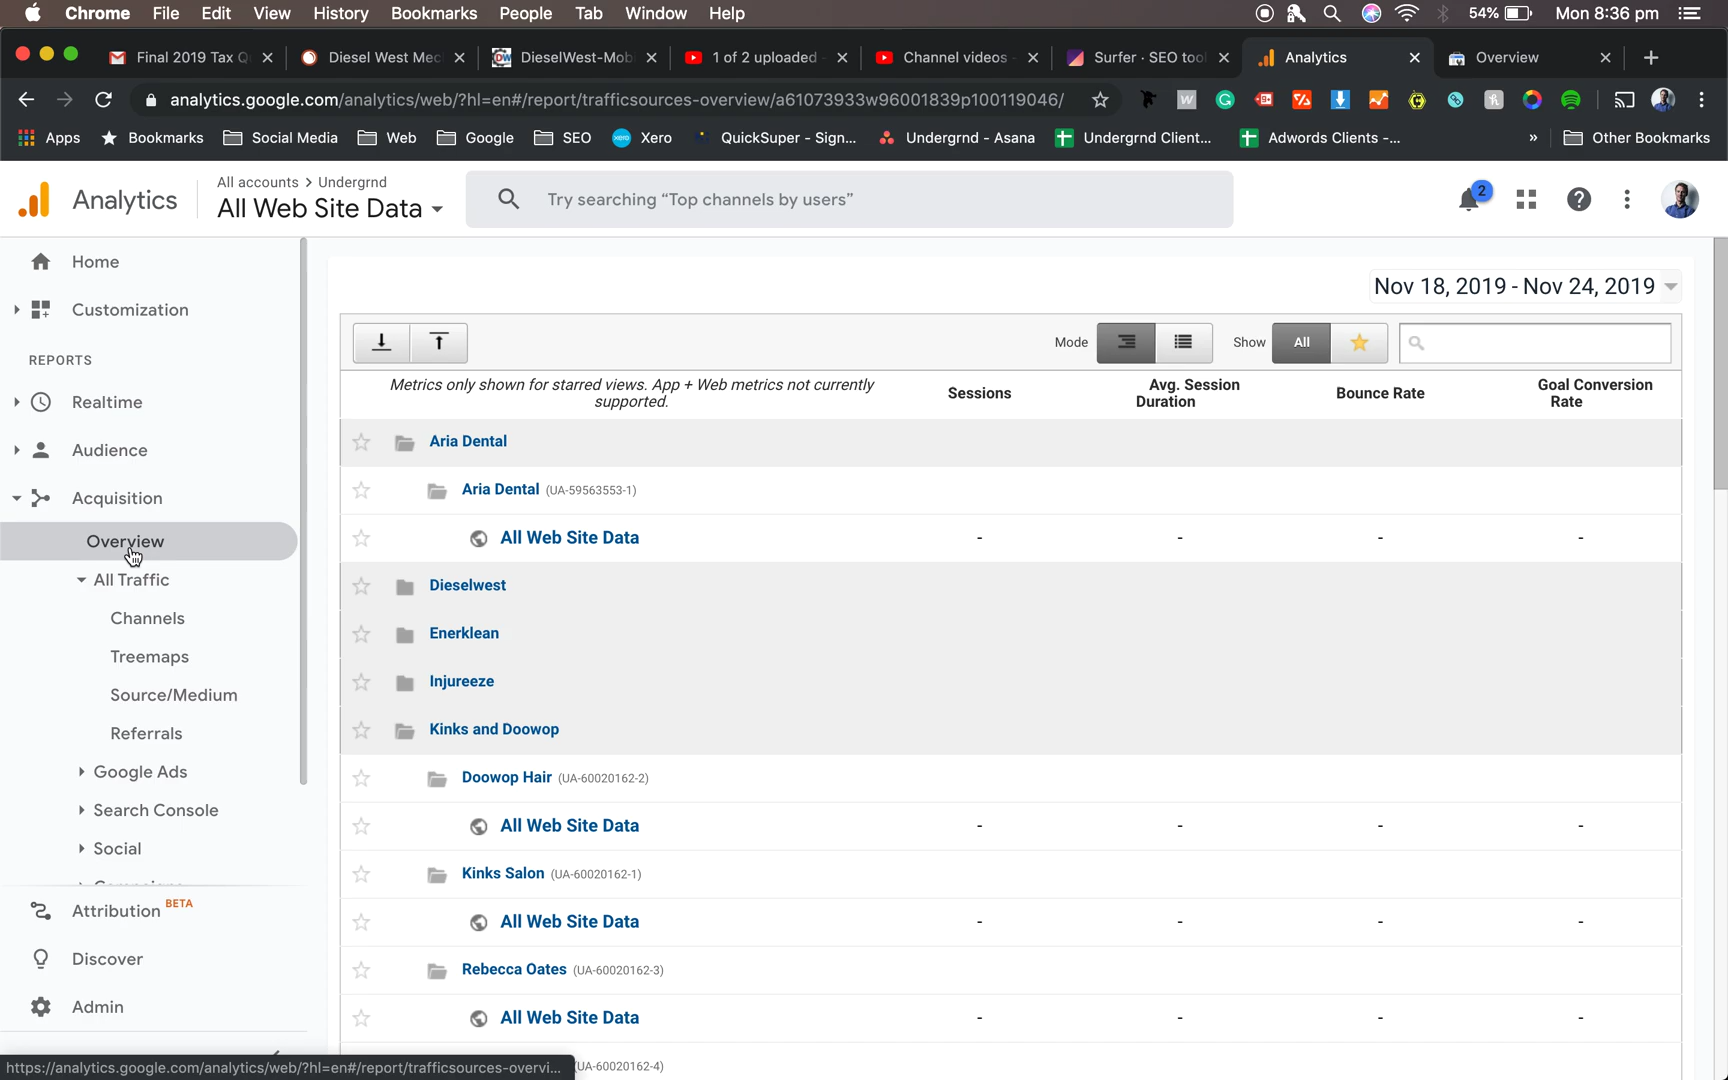 Chrome File Edit View History Bookmarks People Tab Window Help 54% Mon 8:36 pm
Final 2019 Tax Q Diesel West Mec DieselWest-Mob 1 of 2 uploaded - Channel videos - Surfer · SEO tool Analytics Overview
analytics.google.com/analytics/web/?hl=en#/report/trafficsources-overview/a61073933w96001839p100119046/
Apps Bookmarks Social Media Web Google SEO Xero QuickSuper - Sign... Undergrnd - Asana Undergrnd Client... Adwords Clients -... » Other Bookmarks
Analytics
All accounts > Undergrnd
All Web Site Data
Try searching “Top channels by users”
2
Home
Customization
REPORTS
Realtime
Audience
Acquisition
Overview
All Traffic
Channels
Treemaps
Source/Medium
Referrals
Google Ads
Search Console
Social
Attribution BETA
Discover
Admin
https://analytics.google.com/analytics/web/?hl=en#/report/trafficsources-overvi...
Nov 18, 2019 - Nov 24, 2019
Mode Show All
Metrics only shown for starred views. App + Web metrics not currently
supported.
Sessions
Avg. Session
Duration
Bounce Rate
Goal Conversion
Rate
Aria Dental
Aria Dental (UA-59563553-1)
All Web Site Data - - - -
Dieselwest
Enerklean
Injureeze
Kinks and Doowop
Doowop Hair (UA-60020162-2)
All Web Site Data - - - -
Kinks Salon (UA-60020162-1)
All Web Site Data - - - -
Rebecca Oates (UA-60020162-3)
All Web Site Data - - - -
(UA-60020162-4)